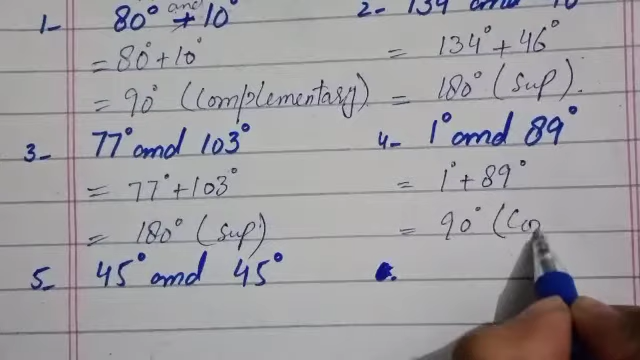 1- 80° and 10°
= 80° + 10°
= 90° (Complementary)
2- 134 and
= 134° + 46°
= 180° (Sup).
3- 77° and 103°
= 77° + 103°
= 180° (Sup)
4- 1° and 89°
= 1° + 89°
= 90° (Co
5- 45° and 45°